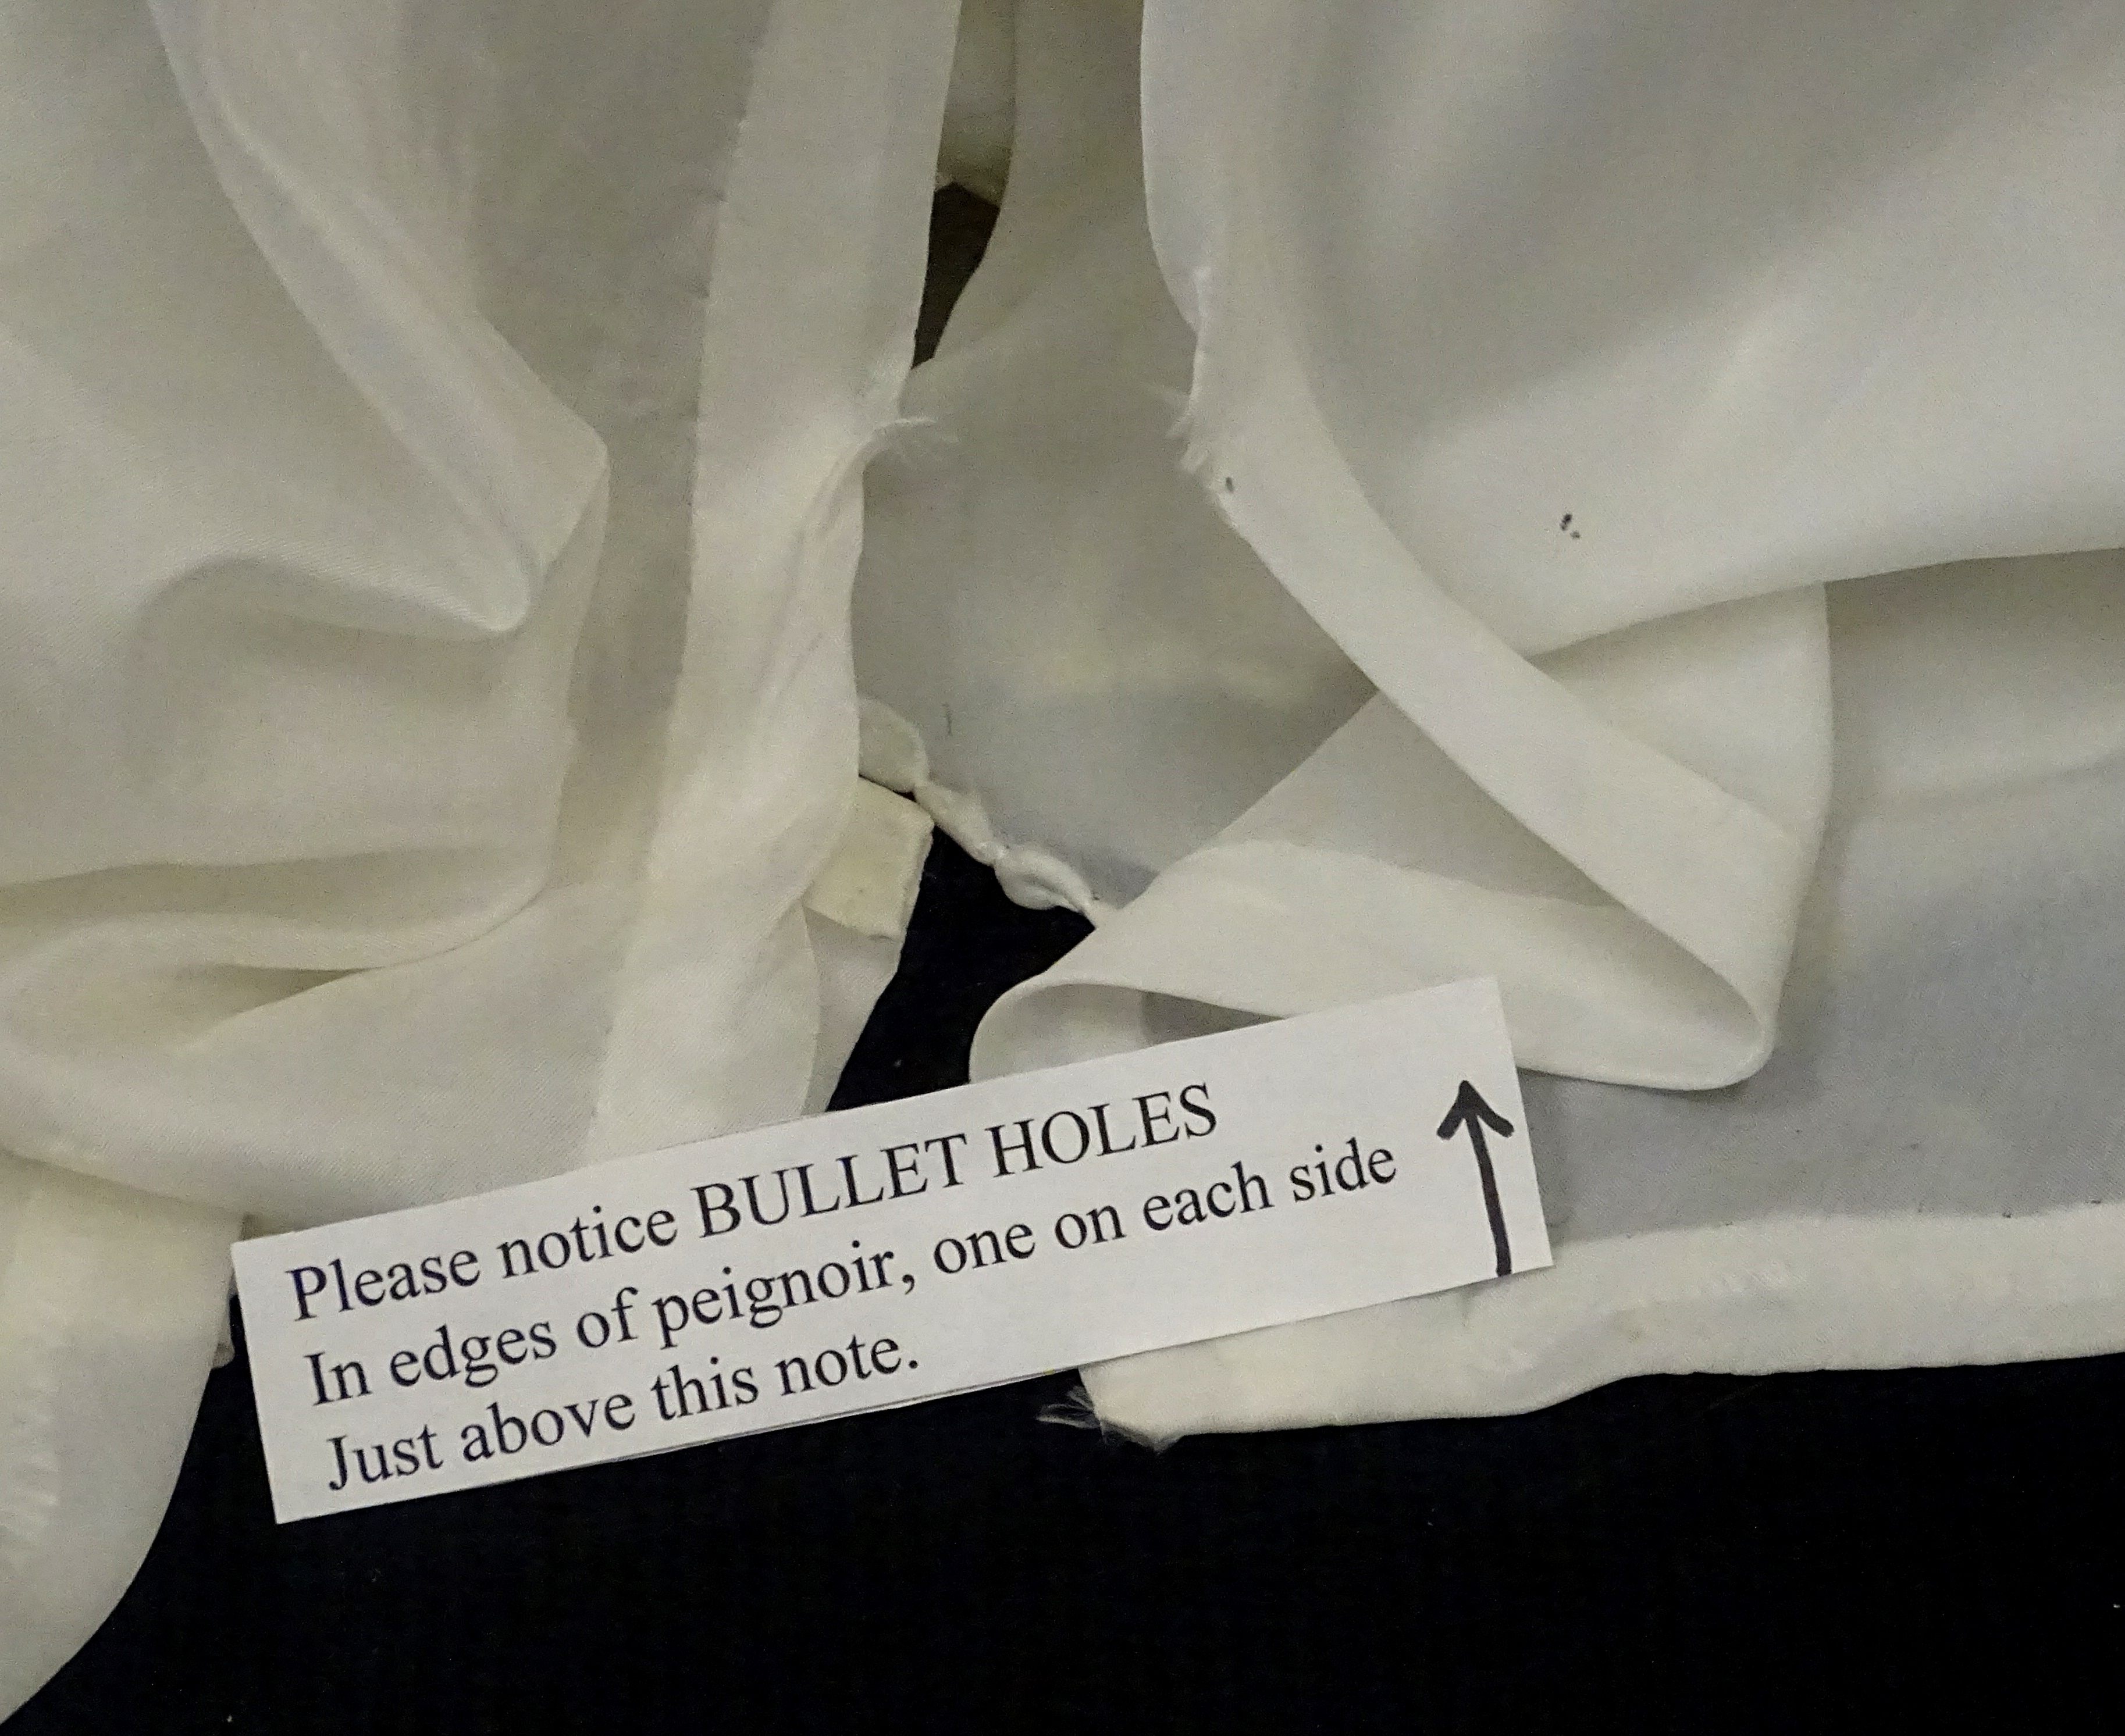 Please notice BULLET HOLES
In edges of peignoir, one on each side
Just above this note.